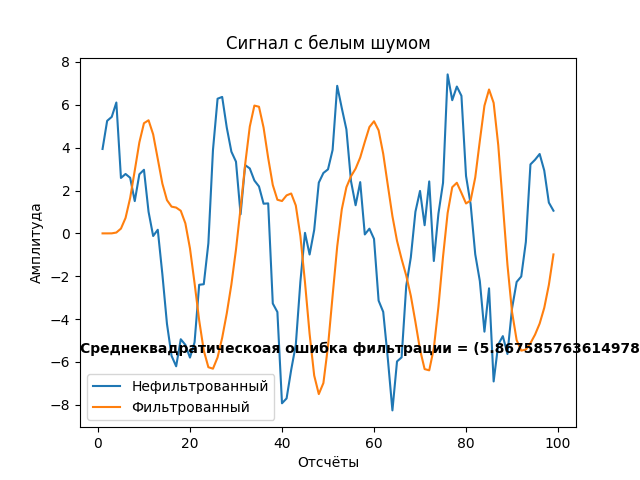 Сигнал с белым шумом
Амплитуда
8
6
4
2
0
−2
−4
−6
−8
Среднеквадратическоая ошибка фильтрации = (5.867585763614978
Нефильтрованный
Фильтрованный
0 20 40 60 80 100
Отсчёты